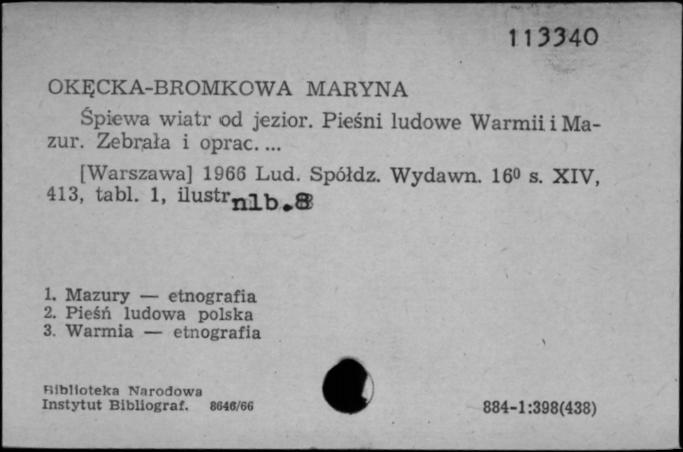 113340
OKĘCKA-BROMKOWA MARYNA
Śpiewa wiatr od jezior. Pieśni ludowe Warmii i Ma-
zur. Zebrała i oprac. ...
[Warszawa] 1966 Lud. Spółdz. Wydawn. 16⁰ s. XIV,
413, tabl. 1, ilustr nlb.8
1. Mazury — etnografia
2. Pieśń ludowa polska
3. Warmia — etnografia
Biblioteka Narodowa
Instytut Bibliograf. 8646/66
884-1:398(438)